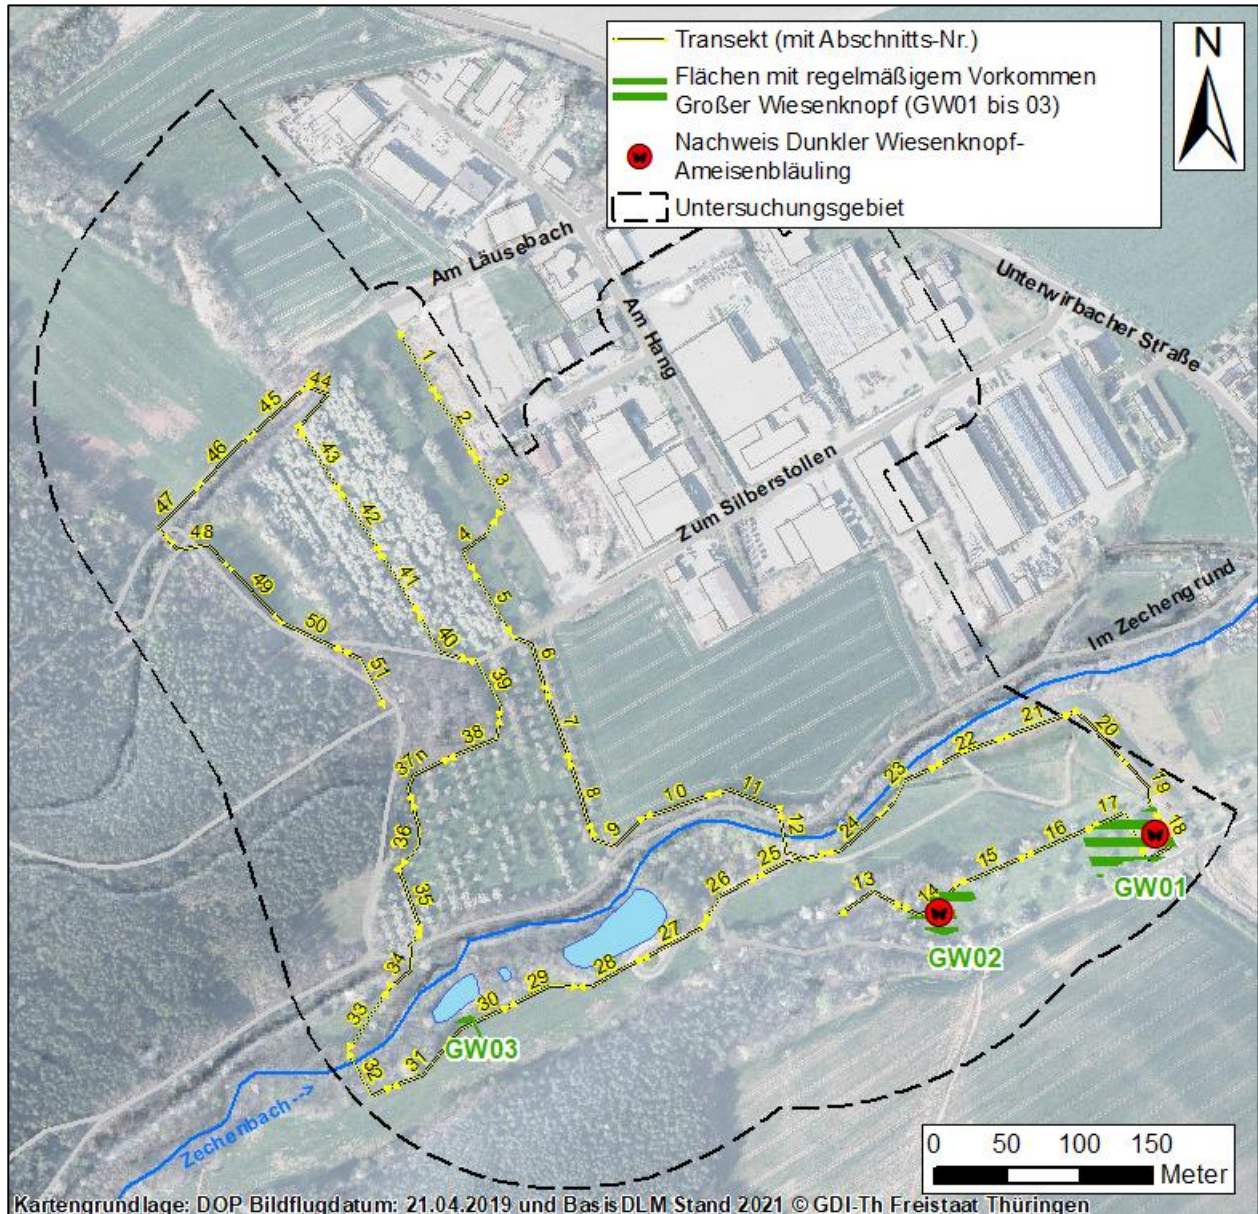 Transekt (mit Abschnitts-Nr.)
Flächen mit regelmäßigem Vorkommen
Großer Wiesenknopf (GW01 bis 03)
Nachweis Dunkler Wiesenknopf-
Ameisenbläuling
Untersuchungsgebiet
N
Am Läusebach
Am Hang
Unterwirbacher Straße
Zum Silberstollen
Im Zechengrund
1
2
3
4
5
6
7
8
9
10
11
12
13
14
15
16
17
18
19
20
21
22
23
24
25
26
27
28
29
30
31
32
33
34
35
36
37n
38
39
40
41
42
43
44
45
46
47
48
49
50
51
GW01
GW02
GW03
Zechenbach -->
0 50 100 150
Meter
Kartengrundlage: DOP Bildflugdatum: 21.04.2019 und BasisDLM Stand 2021 © GDI-Th Freistaat Thüringen